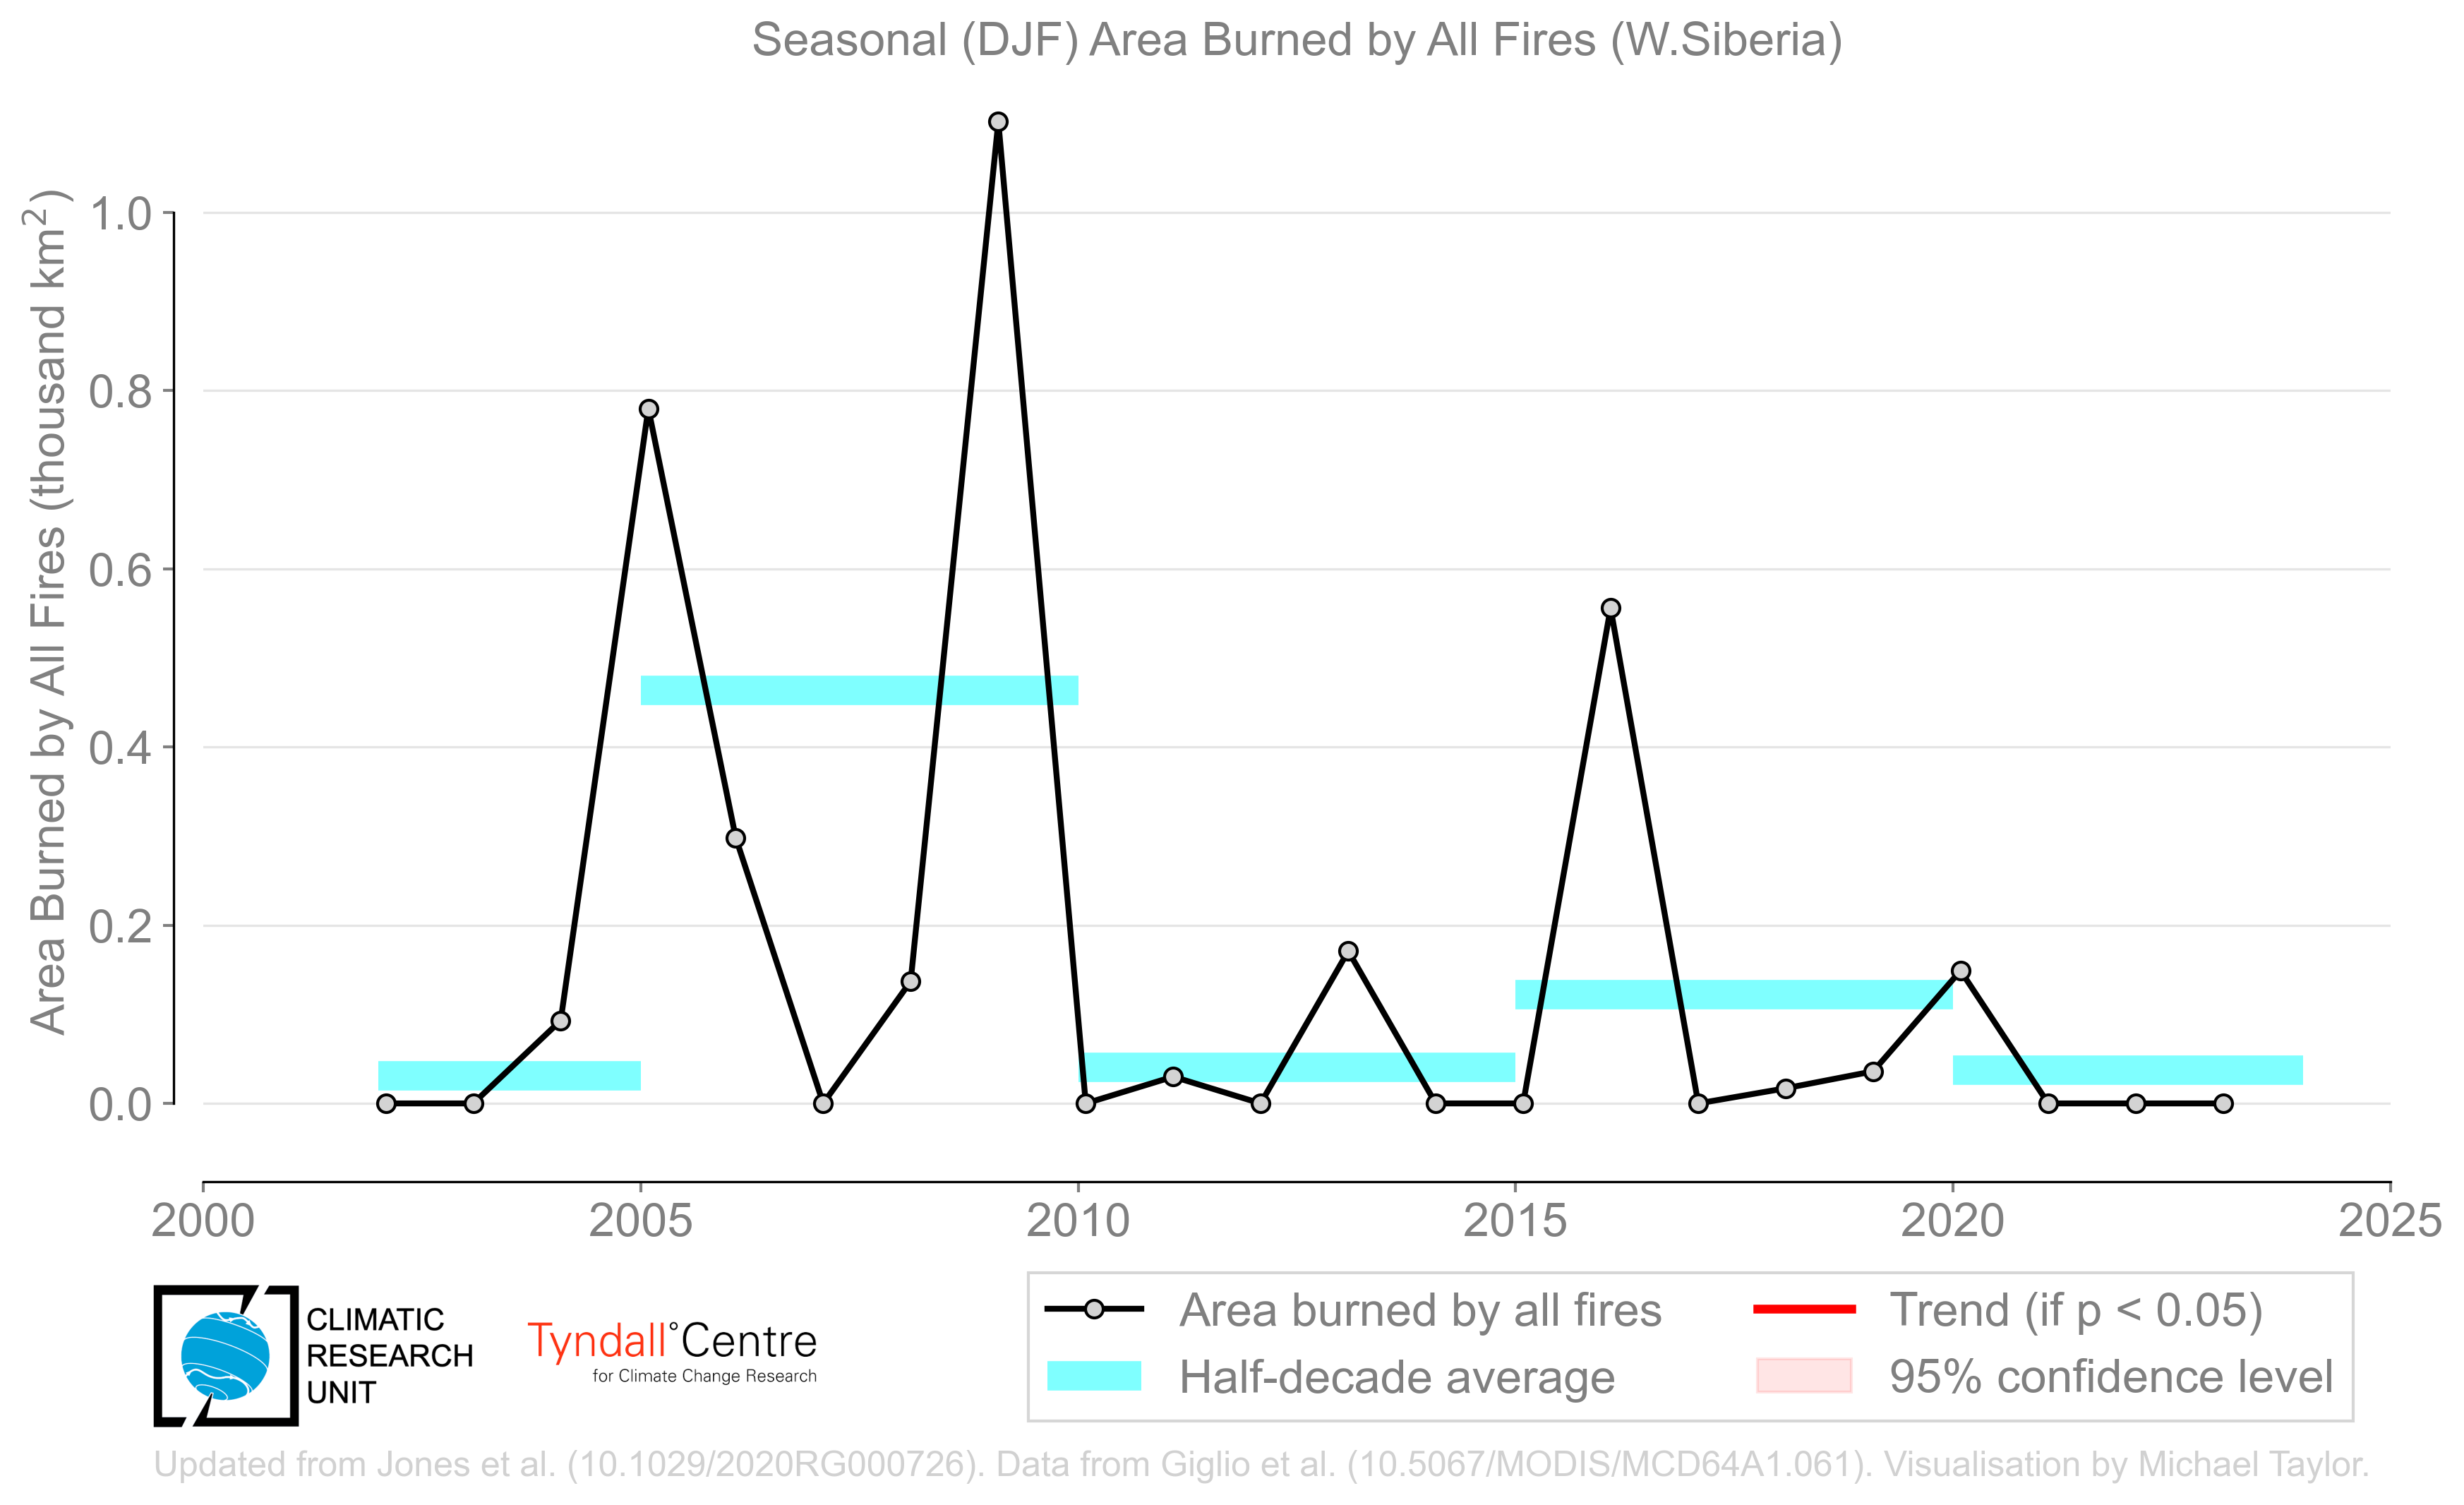 Seasonal (DJF) Area Burned by All Fires (W.Siberia)
Area Burned by All Fires (thousand km²)
1.0
0.8
0.6
0.4
0.2
0.0
2000 2005 2010 2015 2020 2025
CLIMATIC
RESEARCH
UNIT
Tyndall°Centre
for Climate Change Research
Area burned by all fires
Half-decade average
Trend (if p < 0.05)
95% confidence level
Updated from Jones et al. (10.1029/2020RG000726). Data from Giglio et al. (10.5067/MODIS/MCD64A1.061). Visualisation by Michael Taylor.